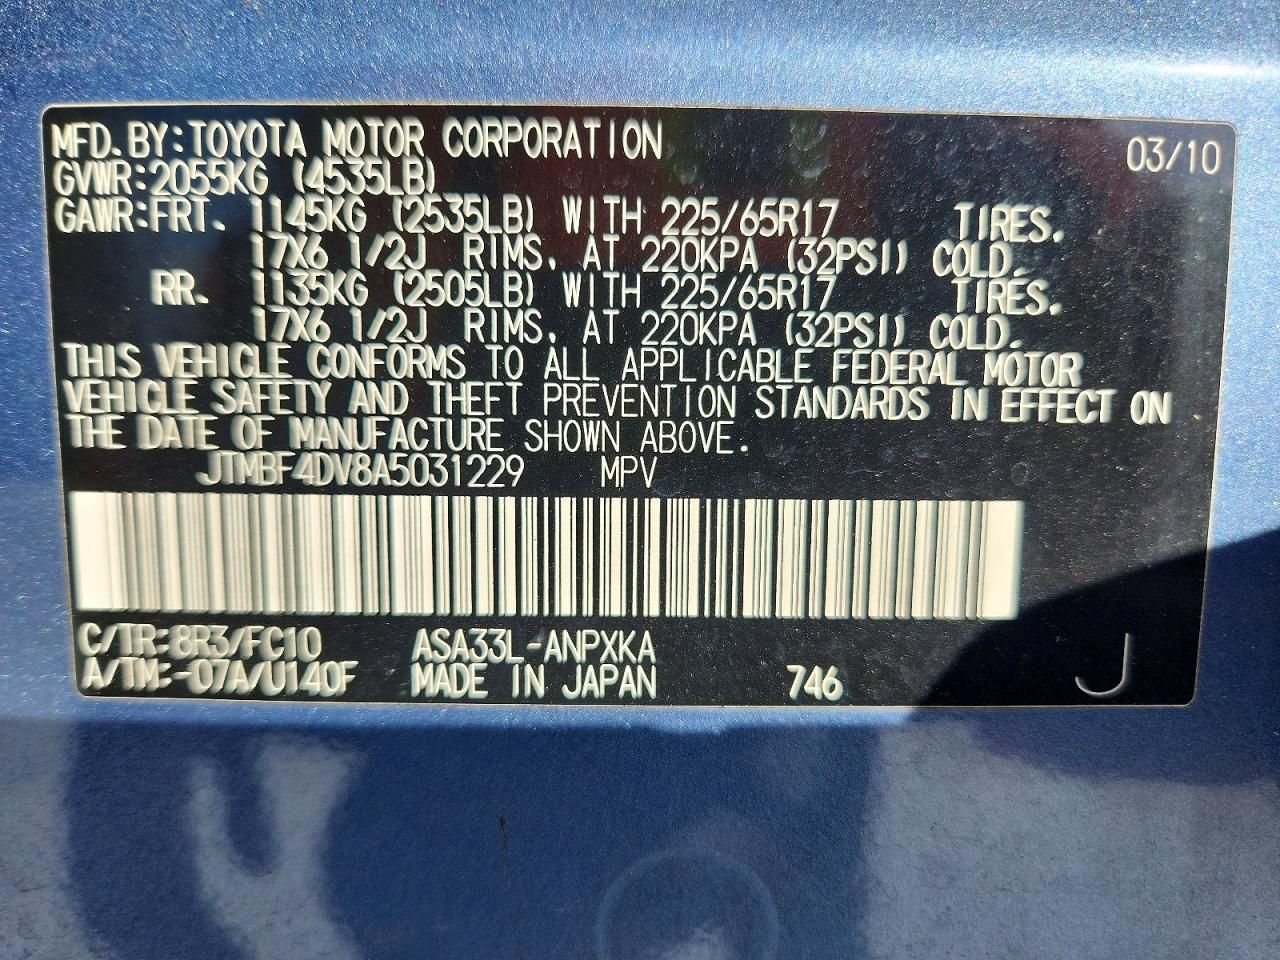 MFD. BY: TOYOTA MOTOR CORPORATION 03/10
GVWR: 2055KG (4535LB)
GAWR: FRT. 1145KG (2535LB) WITH 225/65R17 TIRES.
17X6 1/2J RIMS, AT 220KPA (32PSI) COLD.
RR. 1135KG (2505LB) WITH 225/65R17 TIRES.
17X6 1/2J RIMS, AT 220KPA (32PSI) COLD.
THIS VEHICLE CONFORMS TO ALL APPLICABLE FEDERAL MOTOR
VEHICLE SAFETY AND THEFT PREVENTION STANDARDS IN EFFECT ON
THE DATE OF MANUFACTURE SHOWN ABOVE.
JTMBF4DV8A5031229 MPV
C/TR: 8R3/FC10 ASA33L-ANPXKA
A/TM: -07A/U140F MADE IN JAPAN 746 J